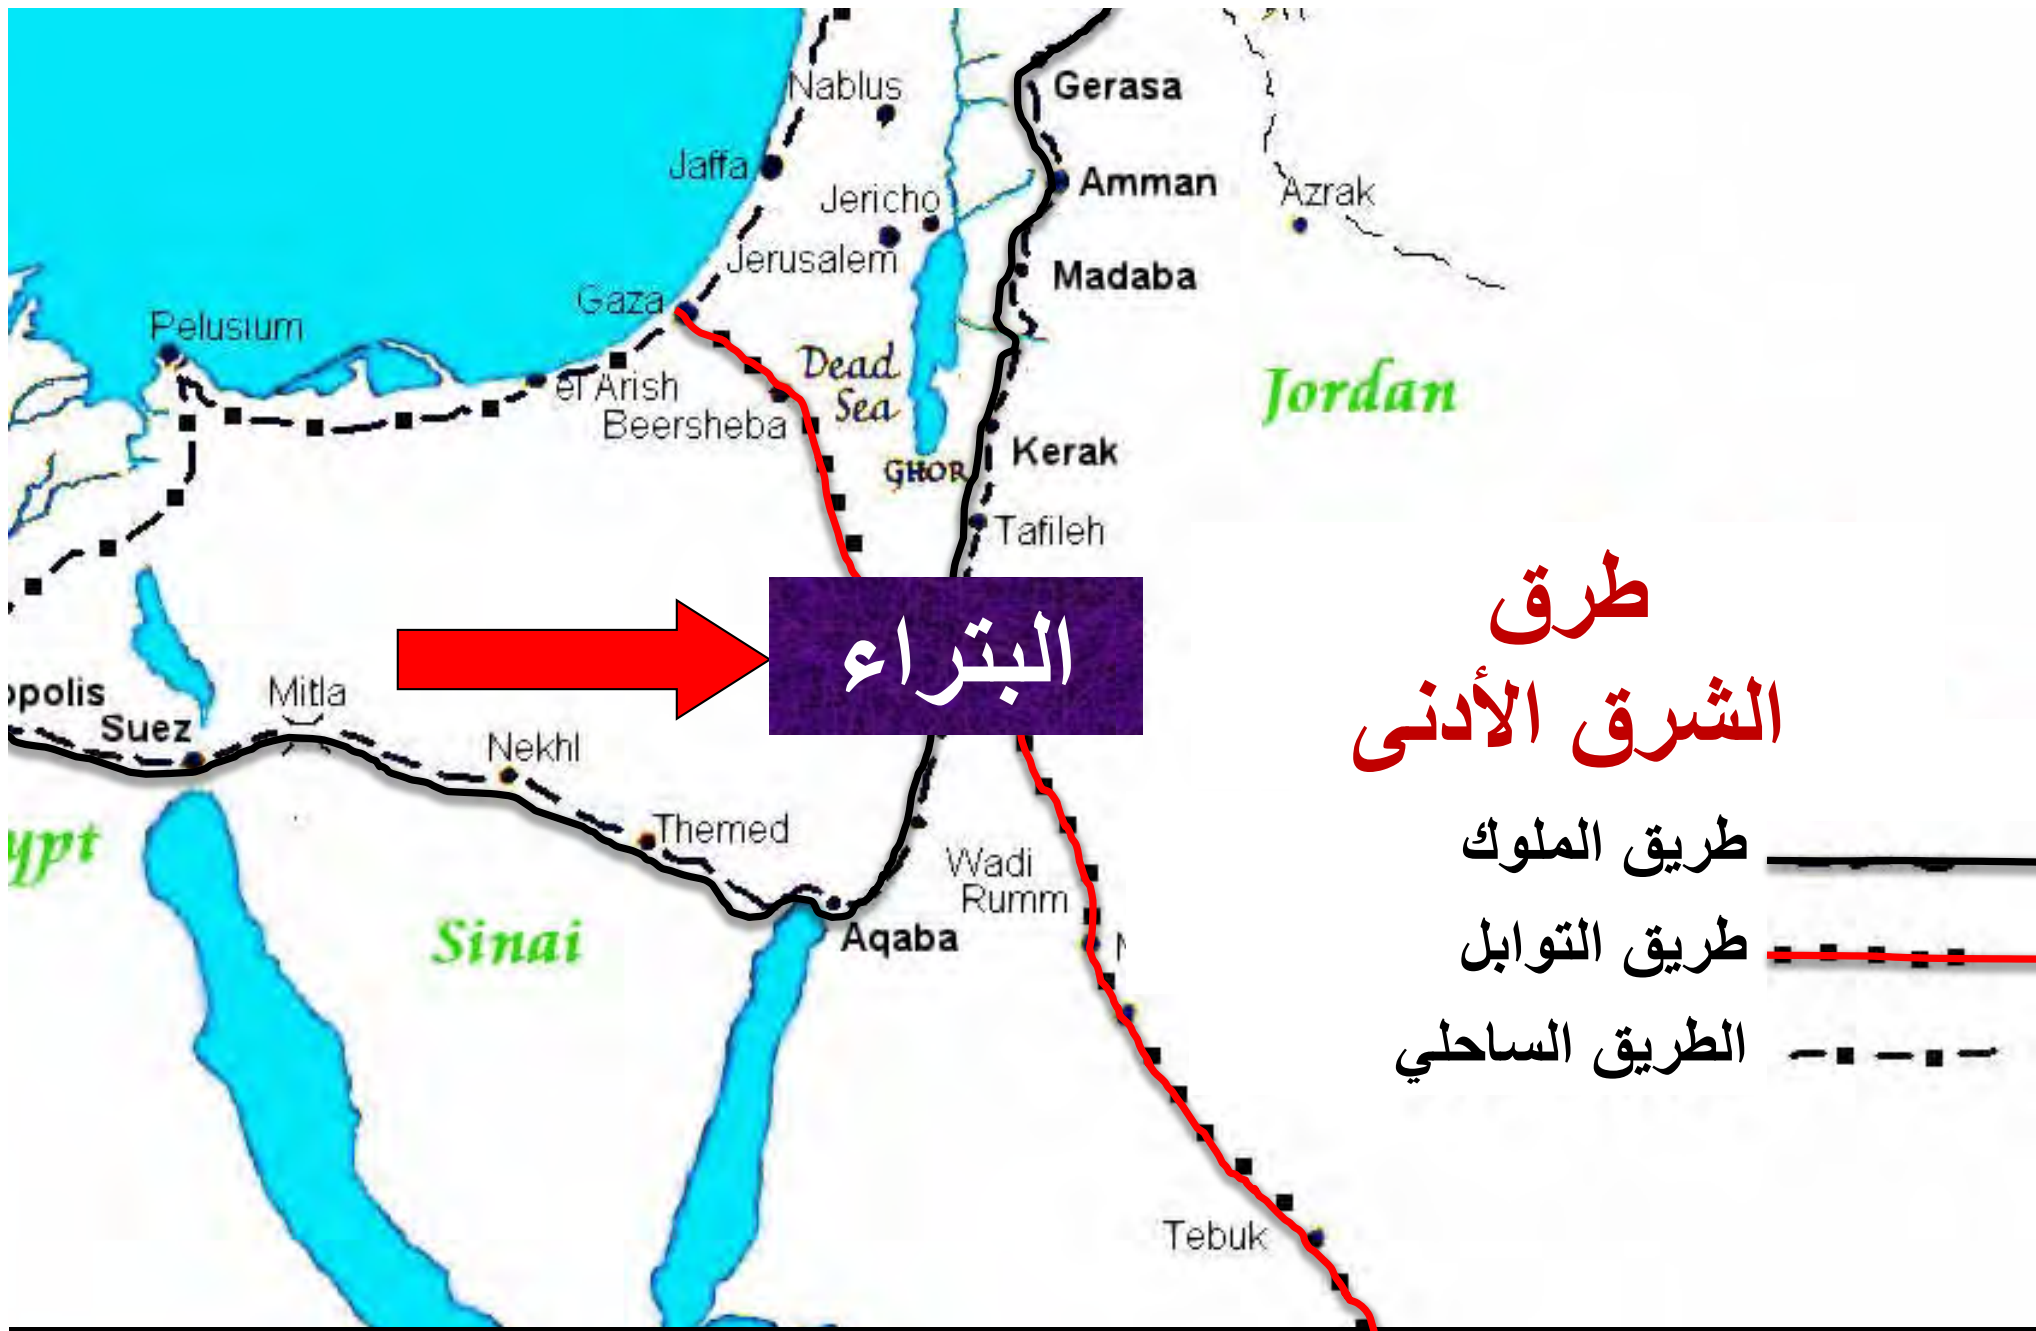 Nablus
Gerasa
Jaffa
Amman
Azrak
Jericho
Jerusalem
Madaba
Gaza
Pelusium
Dead
Sea
el Arish
Beersheba
Jordan
Kerak
GHOR
Tafileh
البتراء
طرق
الشرق الأدنى
opolis
Suez
Mitla
Nekhl
Themed
ypt
Wadi
Rumm
Sinai
Aqaba
طريق الملوك
طريق التوابل
الطريق الساحلي
Tebuk